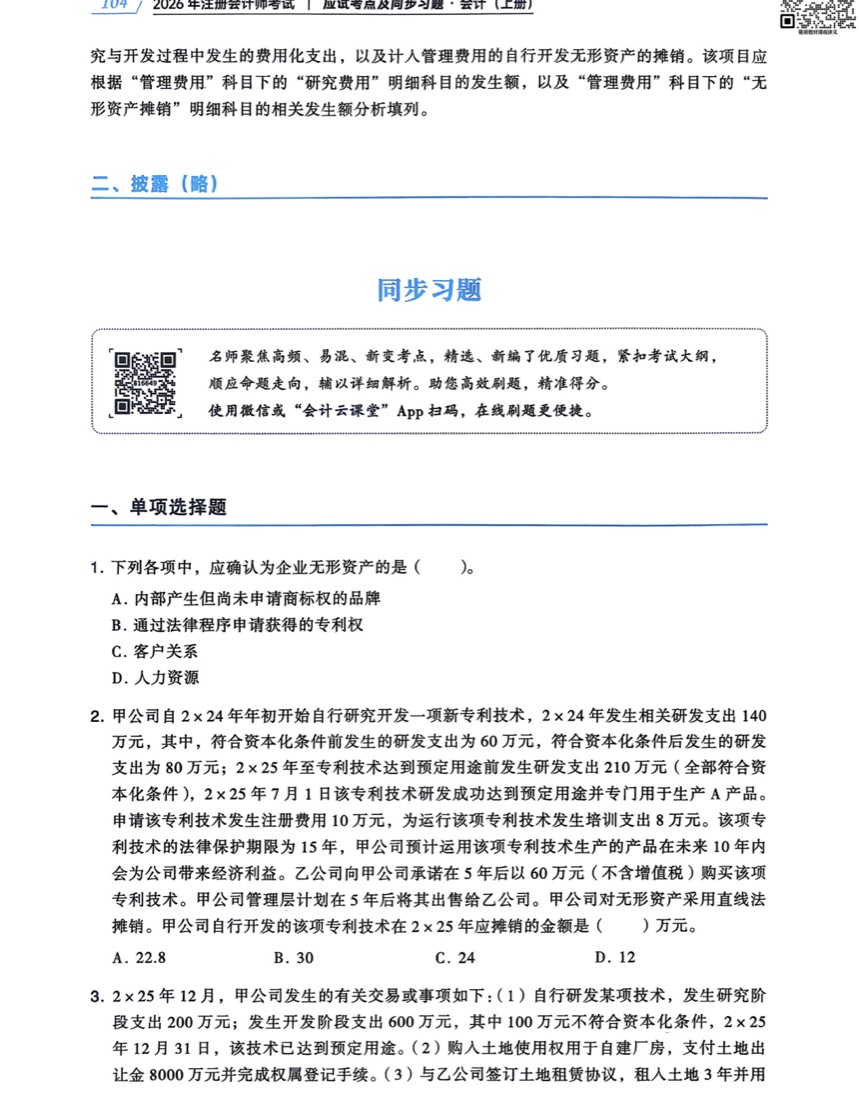 104 2026年注册会计师考试 | 应试考点及同步习题·会计(上册)
究与开发过程中发生的费用化支出,以及计入管理费用的自行开发无形资产的摊销。该项目应
根据“管理费用”科目下的“研究费用”明细科目的发生额,以及“管理费用”科目下的“无
形资产摊销”明细科目的相关发生额分析填列。
二、披露(略)
同步习题
名师聚焦高频、易混、新变考点,精选、新编了优质习题,紧扣考试大纲,
顺应命题走向,辅以详细解析。助您高效刷题,精准得分。
使用微信或“会计云课堂”App扫码,在线刷题更便捷。
一、单项选择题
1. 下列各项中,应确认为企业无形资产的是( )。
A. 内部产生但尚未申请商标权的品牌
B. 通过法律程序申请获得的专利权
C. 客户关系
D. 人力资源
2. 甲公司自2×24年年初开始自行研究开发一项新专利技术,2×24年发生相关研发支出140
万元,其中,符合资本化条件前发生的研发支出为60万元,符合资本化条件后发生的研发
支出为80万元;2×25年至专利技术达到预定用途前发生研发支出210万元(全部符合资
本化条件),2×25年7月1日该专利技术研发成功达到预定用途并专门用于生产A产品。
申请该专利技术发生注册费用10万元,为运行该项专利技术发生培训支出8万元。该项专
利技术的法律保护期限为15年,甲公司预计运用该项专利技术生产的产品在未来10年内
会为公司带来经济利益。乙公司向甲公司承诺在5年后以60万元(不含增值税)购买该项
专利技术。甲公司管理层计划在5年后将其出售给乙公司。甲公司对无形资产采用直线法
摊销。甲公司自行开发的该项专利技术在2×25年应摊销的金额是( )万元。
A. 22.8 B. 30 C. 24 D. 12
3. 2×25年12月,甲公司发生的有关交易或事项如下:(1)自行研发某项技术,发生研究阶
段支出200万元;发生开发阶段支出600万元,其中100万元不符合资本化条件,2×25
年12月31日,该技术已达到预定用途。(2)购入土地使用权用于自建厂房,支付土地出
让金8000万元并完成权属登记手续。(3)与乙公司签订土地租赁协议,租入土地3年并用